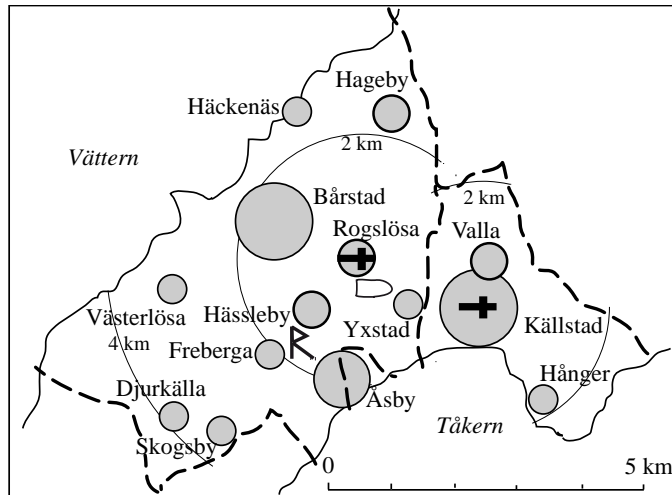 Hageby
Häckenäs
2 km
Vättern
Bårstad
2 km
Rogslösa
Valla
Västerlösa
Hässleby
Yxstad
Källstad
4 km
Freberga
R
Djurkälla
Åsby
Hånger
Skogsby
Tåkern
0
5 km